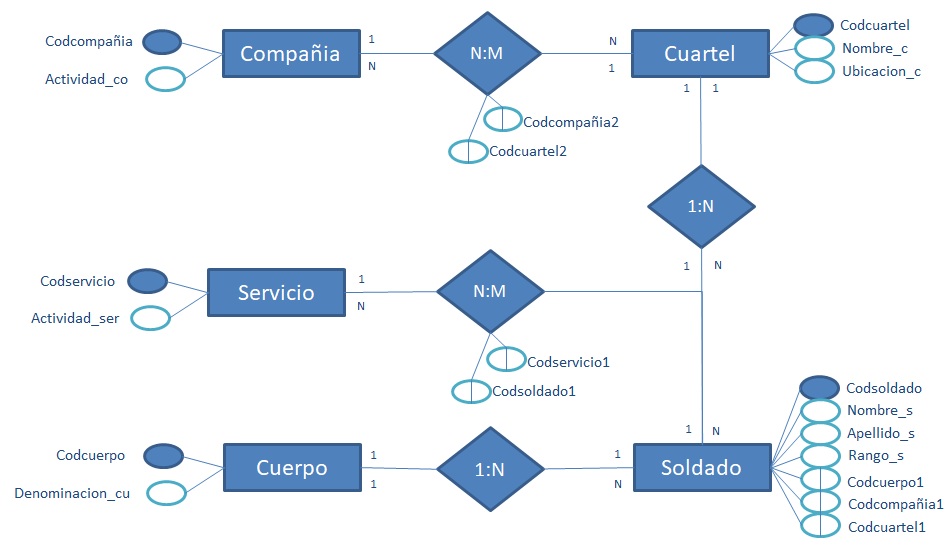 Codcompañia
Actividad_co
Compañia
1
N
N:M
N
1
Cuartel
Codcuartel
Nombre_c
Ubicacion_c
Codcompañia2
Codcuartel2
1
1
1:N
1
N
Codservicio
Actividad_ser
Servicio
1
N
N:M
Codservicio1
Codsoldado1
1
N
Codcuerpo
Denominacion_cu
Cuerpo
1
1
1:N
1
N
Soldado
Codsoldado
Nombre_s
Apellido_s
Rango_s
Codcuerpo1
Codcompañia1
Codcuartel1